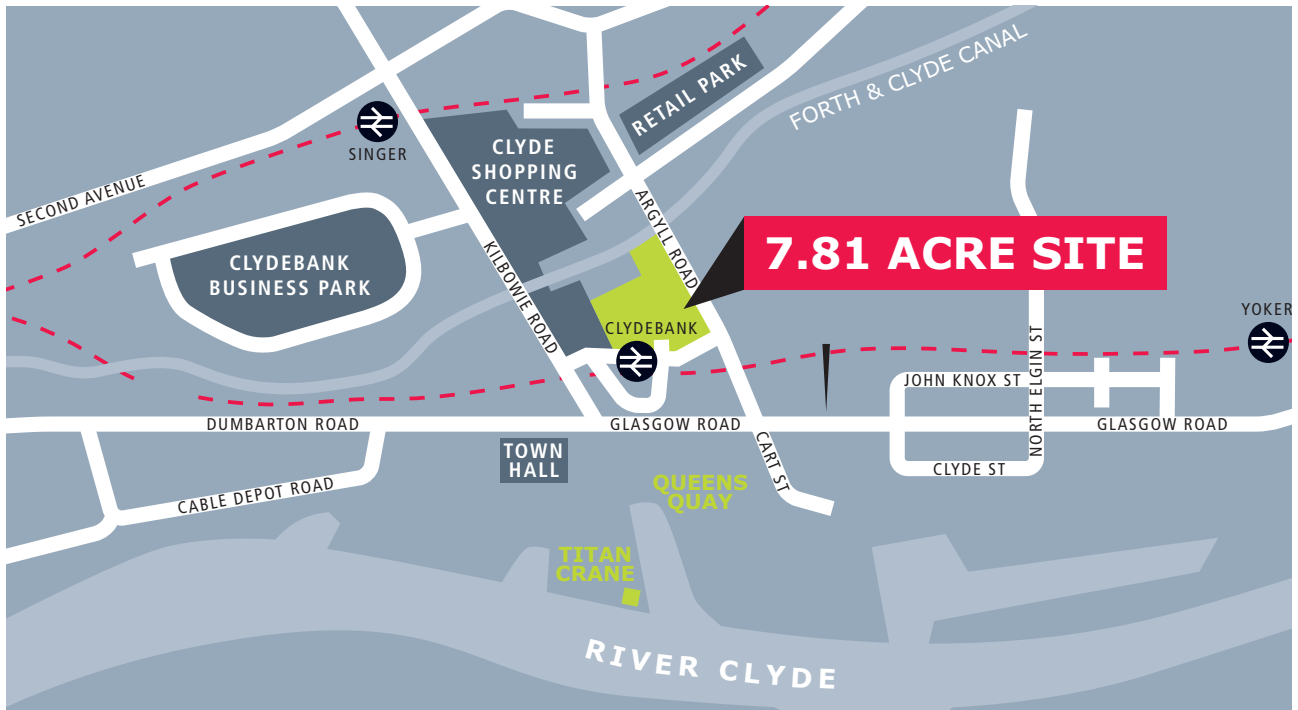 RETAIL PARK
FORTH & CLYDE CANAL
SINGER
CLYDE
SHOPPING
CENTRE
SECOND AVENUE
ARGYLL ROAD
7.81 ACRE SITE
CLYDEBANK
BUSINESS PARK
KILBOWIE ROAD
CLYDEBANK
YOKER
JOHN KNOX ST
NORTH ELGIN ST
DUMBARTON ROAD
GLASGOW ROAD
GLASGOW ROAD
TOWN
HALL
CART ST
CLYDE ST
CABLE DEPOT ROAD
QUEENS
QUAY
TITAN
CRANE
RIVER CLYDE